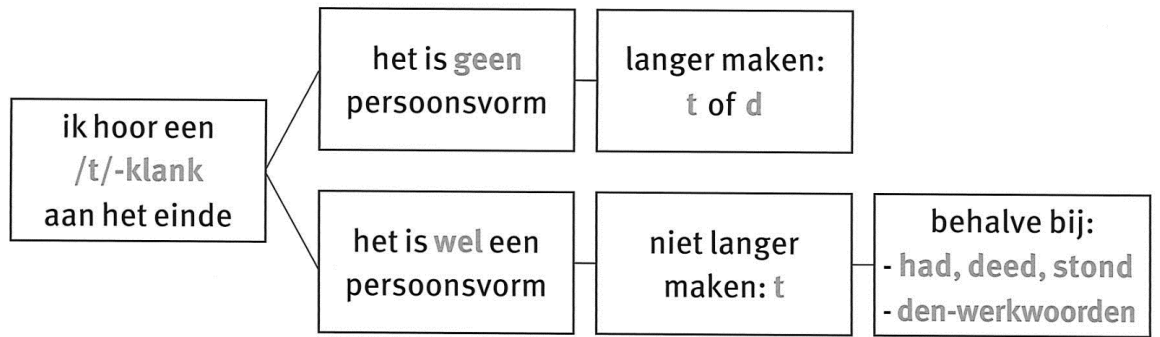 ik hoor een
/t/-klank
aan het einde
het is geen
persoonsvorm
langer maken:
t of d
het is wel een
persoonsvorm
niet langer
maken: t
behalve bij:
- had, deed, stond
- den-werkwoorden